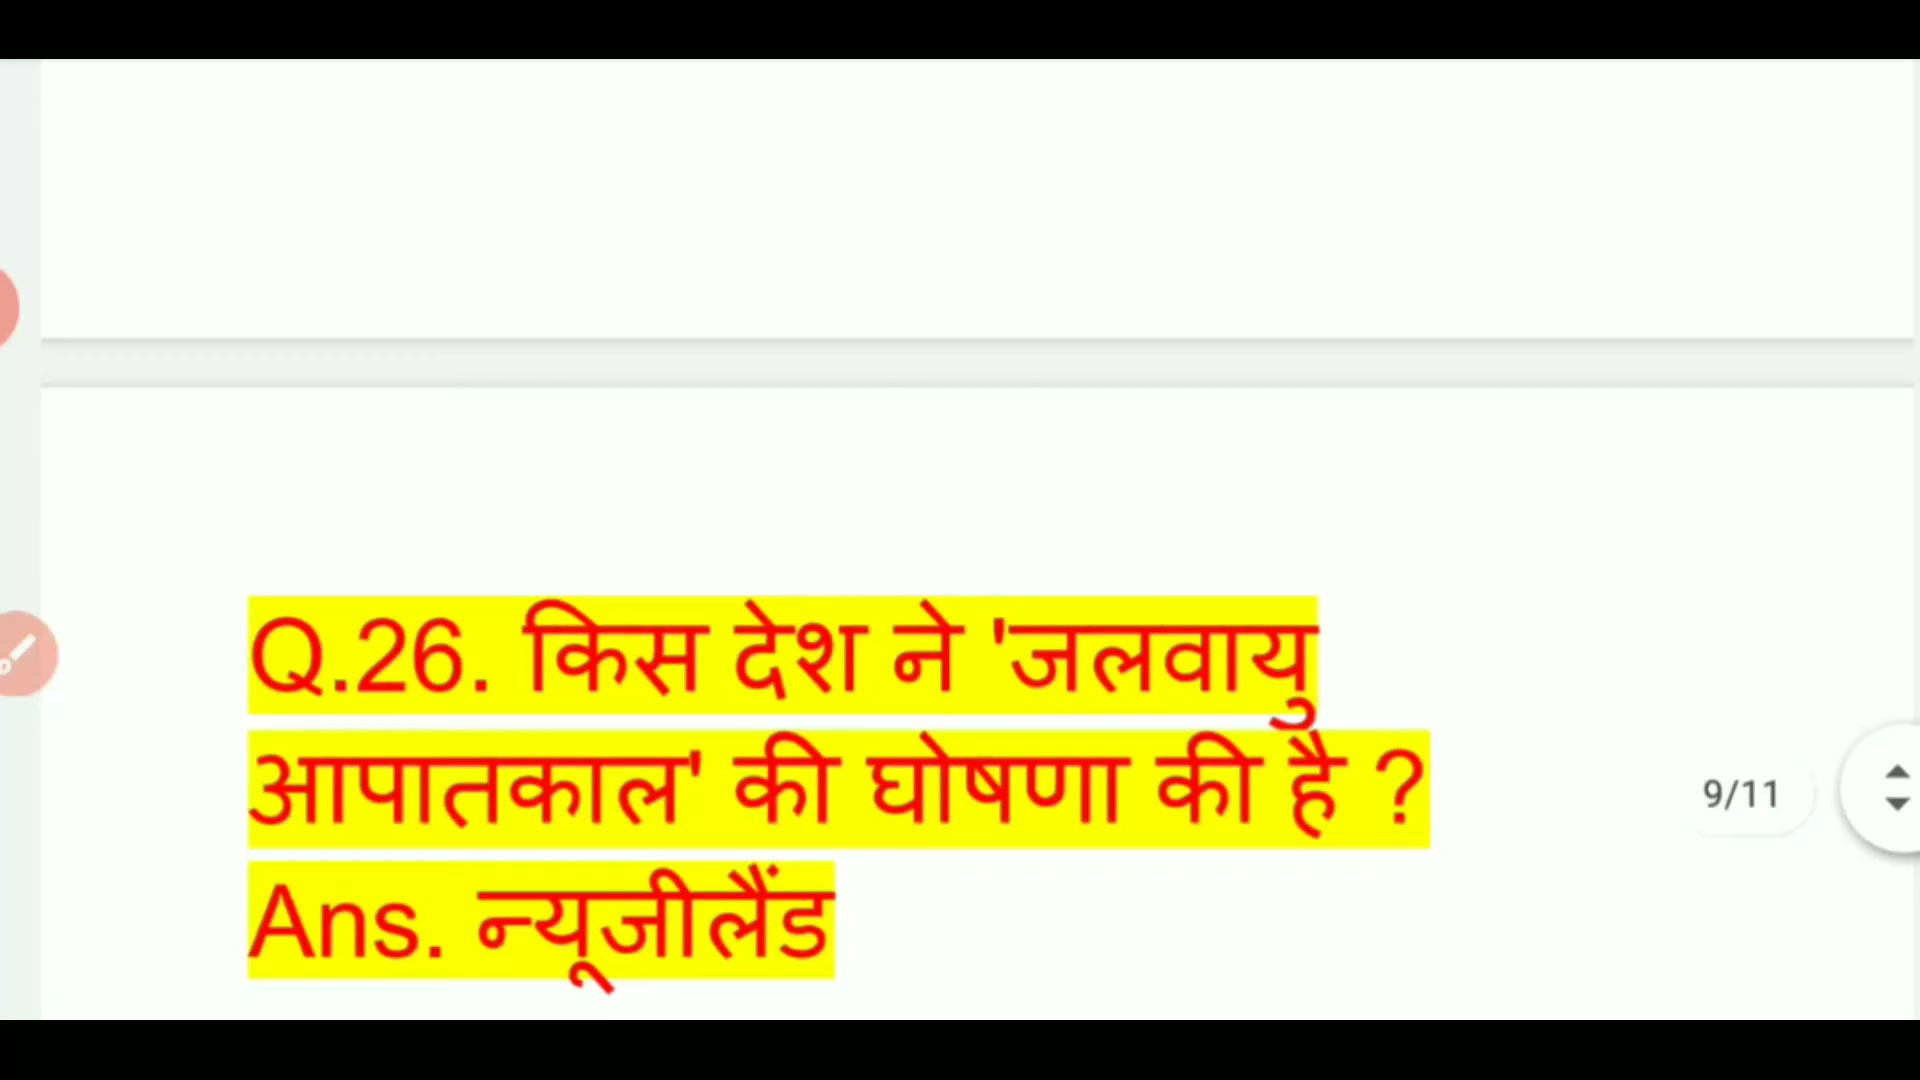 Q.26. किस देश ने 'जलवायु
आपातकाल' की घोषणा की है ?
9/11
Ans. न्यूजीलैंड